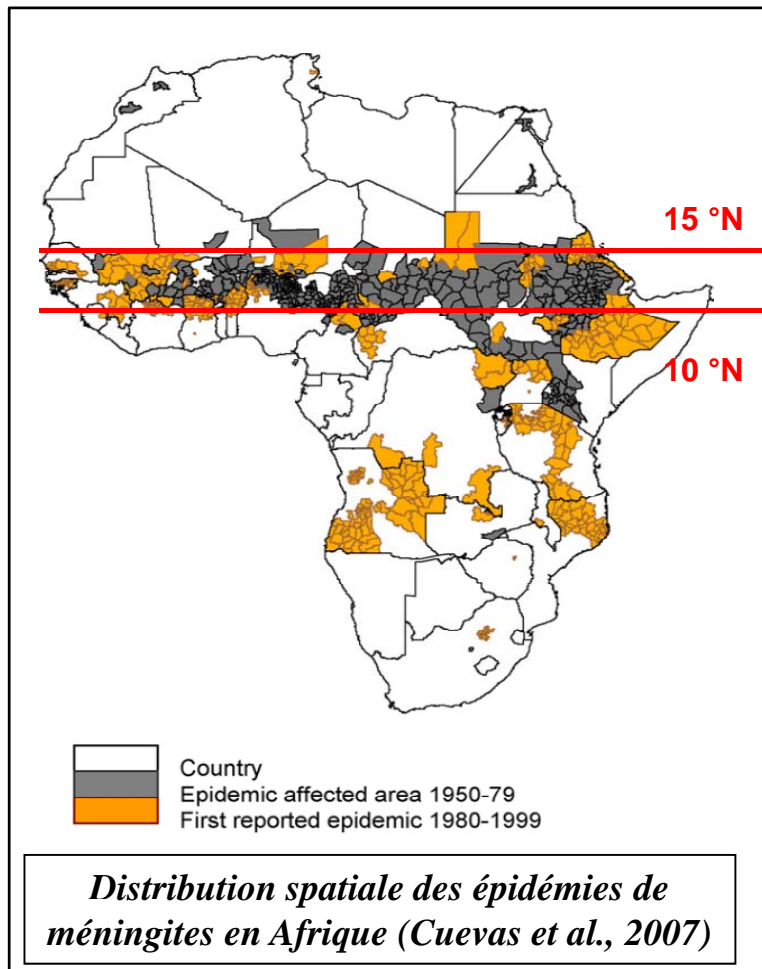 15 °N
10 °N
Country
Epidemic affected area 1950-79
First reported epidemic 1980-1999
Distribution spatiale des épidémies de
méningites en Afrique (Cuevas et al., 2007)